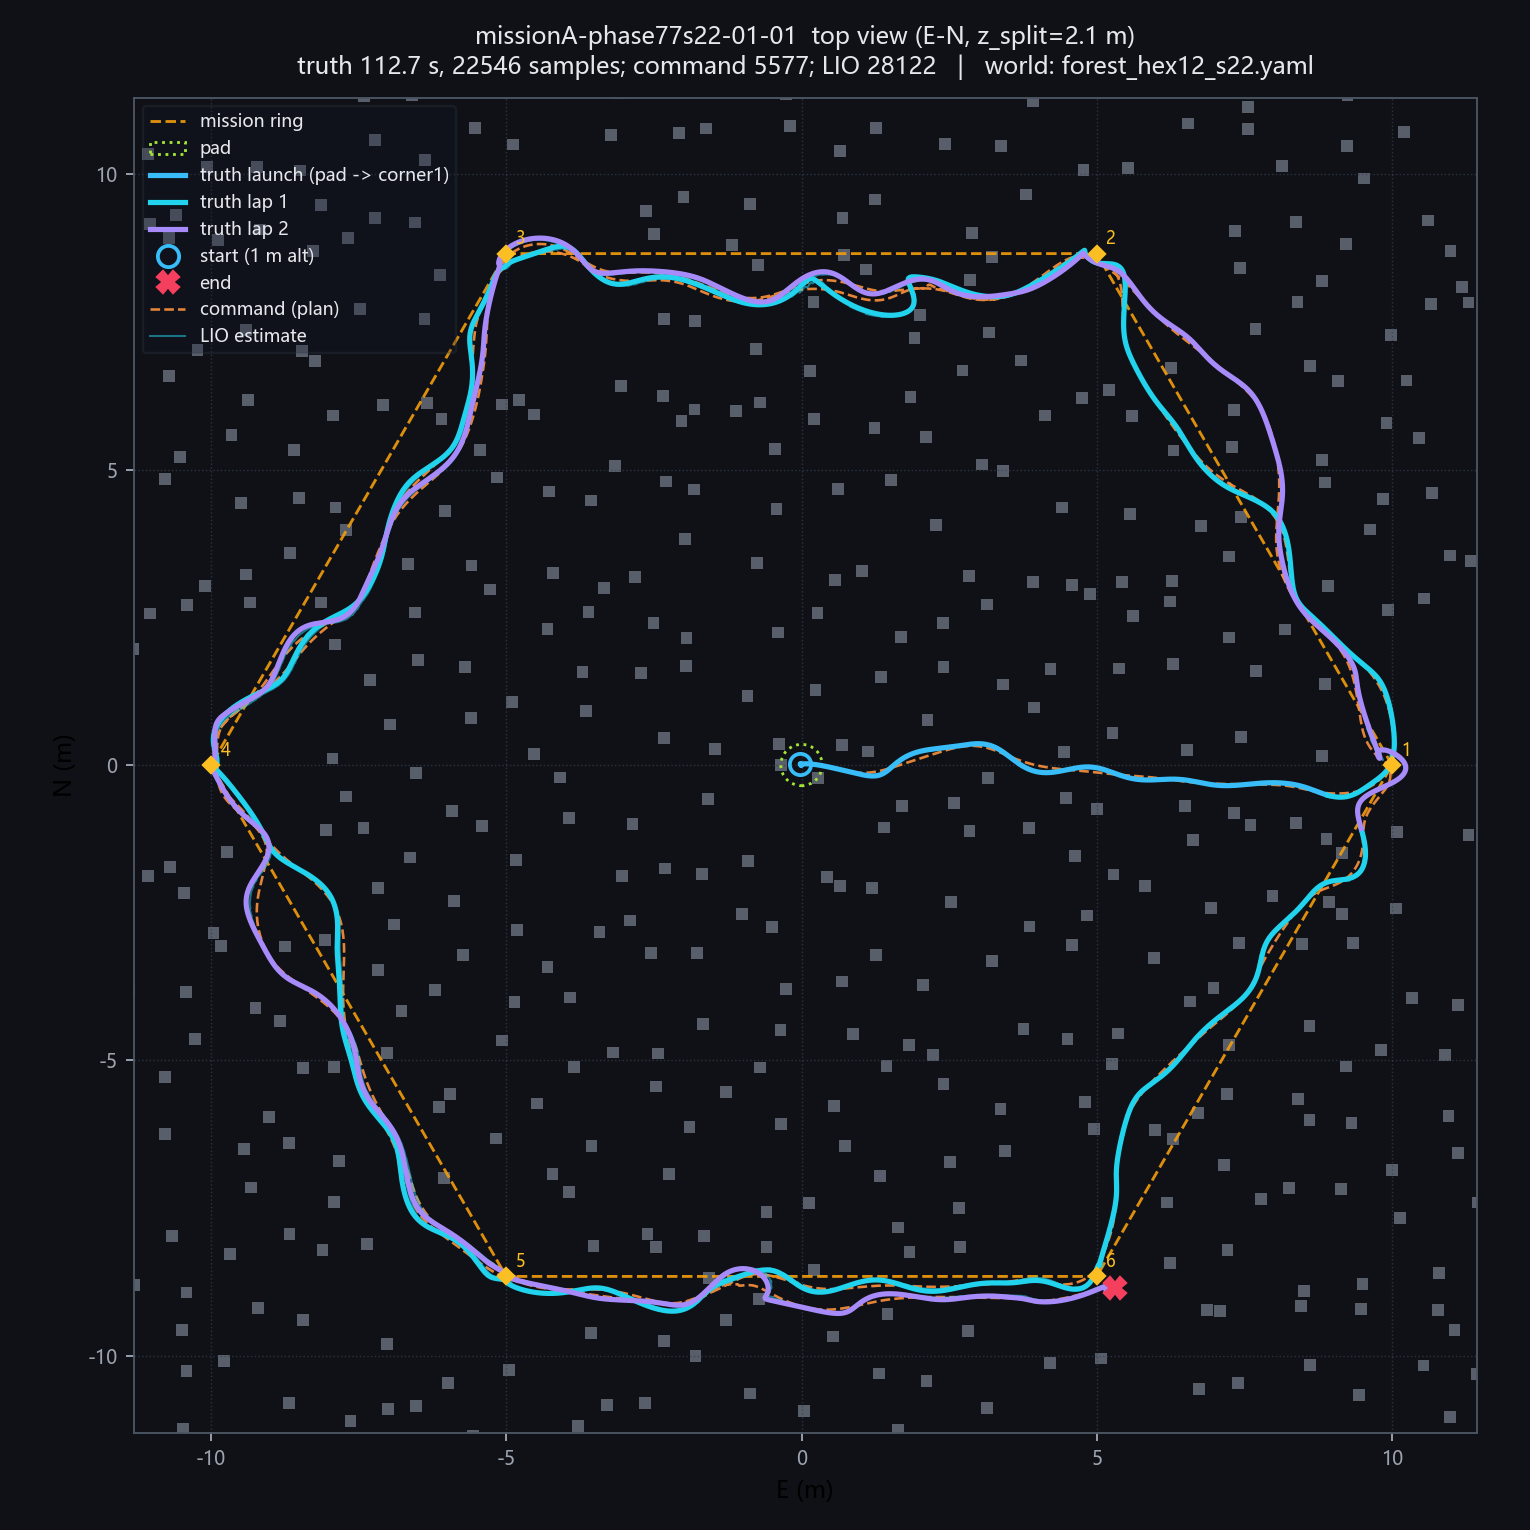 missionA-phase77s22-01-01  top view (E-N, z_split=2.1 m)
truth 112.7 s, 22546 samples; command 5577; LIO 28122   |   world: forest_hex12_s22.yaml
mission ring
pad
truth launch (pad -> corner1)
truth lap 1
truth lap 2
start (1 m alt)
end
command (plan)
LIO estimate
3
2
4
1
5
6
10
5
0
-5
-10
N (m)
-10
-5
0
5
10
E (m)